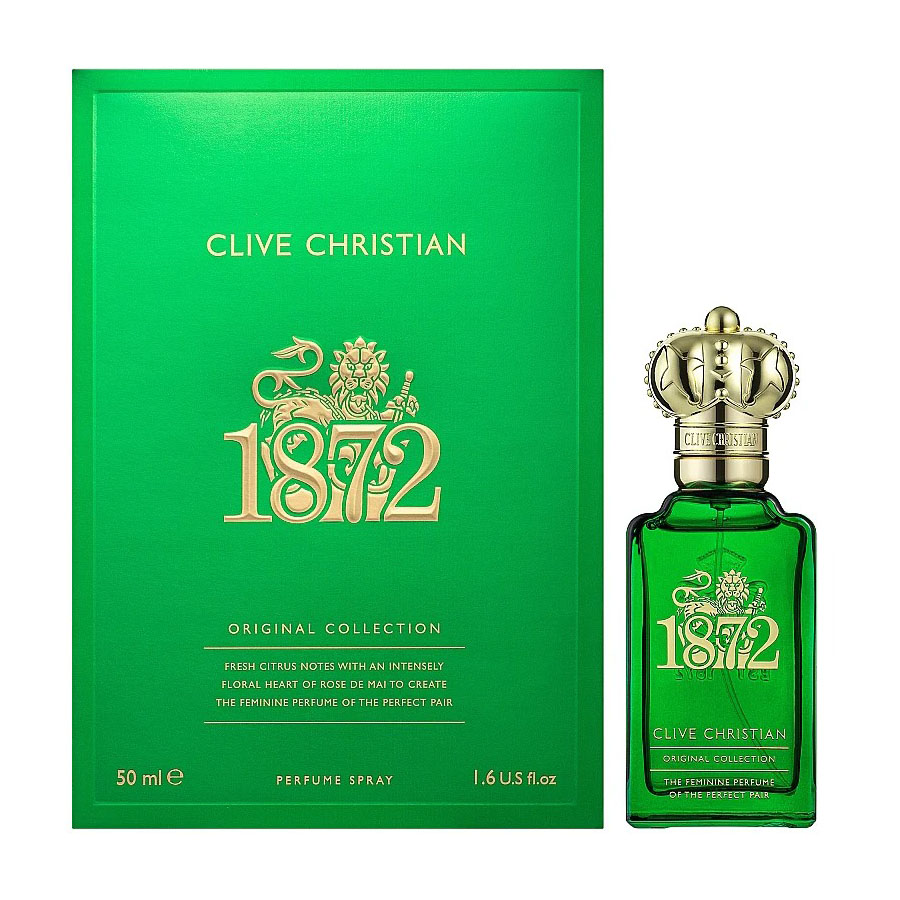 CLIVE CHRISTIAN
1872
ORIGINAL COLLECTION
FRESH CITRUS NOTES WITH AN INTENSELY
FLORAL HEART OF ROSE DE MAI TO CREATE
THE FEMININE PERFUME OF THE PERFECT PAIR
50 ml ℮
PERFUME SPRAY
1.6 U.S fl.oz
CLIVE CHRISTIAN
1872
CLIVE CHRISTIAN
ORIGINAL COLLECTION
THE FEMININE PERFUME
OF THE PERFECT PAIR